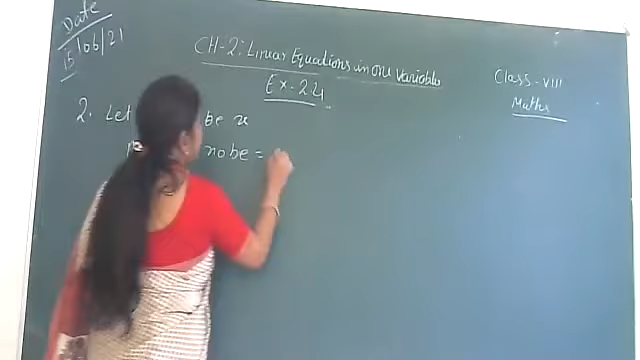 Date
15/06/21
CH-2: Linear Equations in one variable
Ex-2.4
Class-VIII
Maths
2. Let be x
no be =